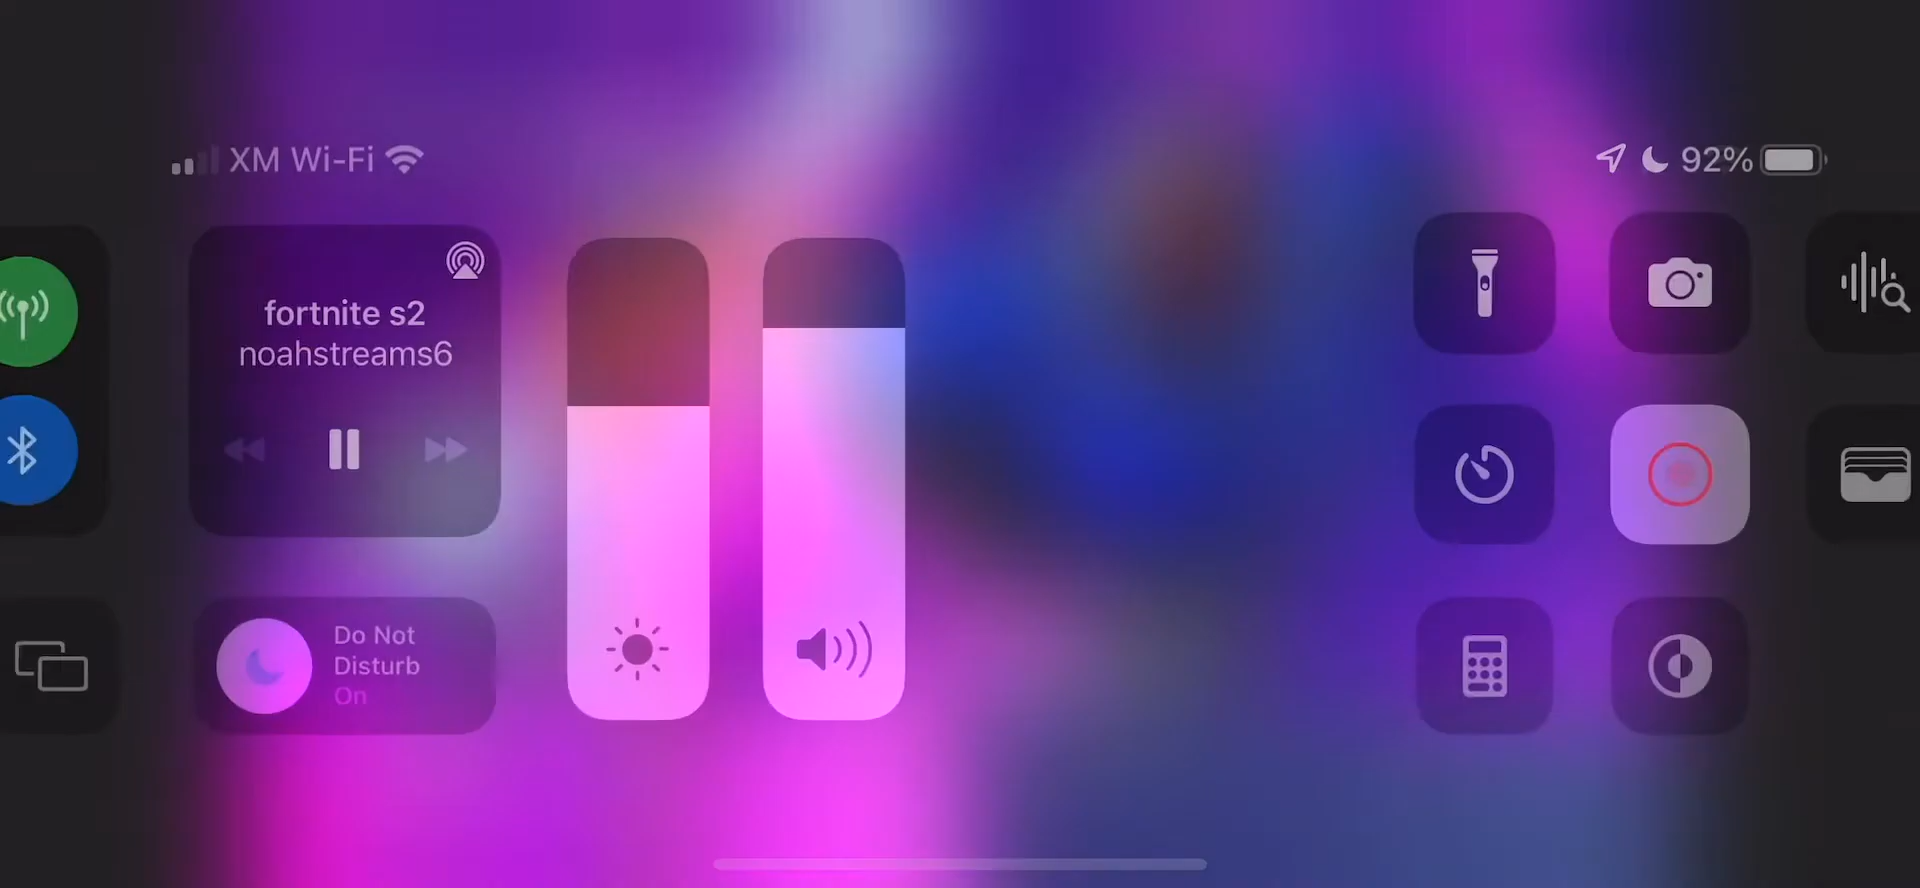 XM Wi-Fi
92%
fortnite s2
noahstreams6
Do Not
Disturb
On